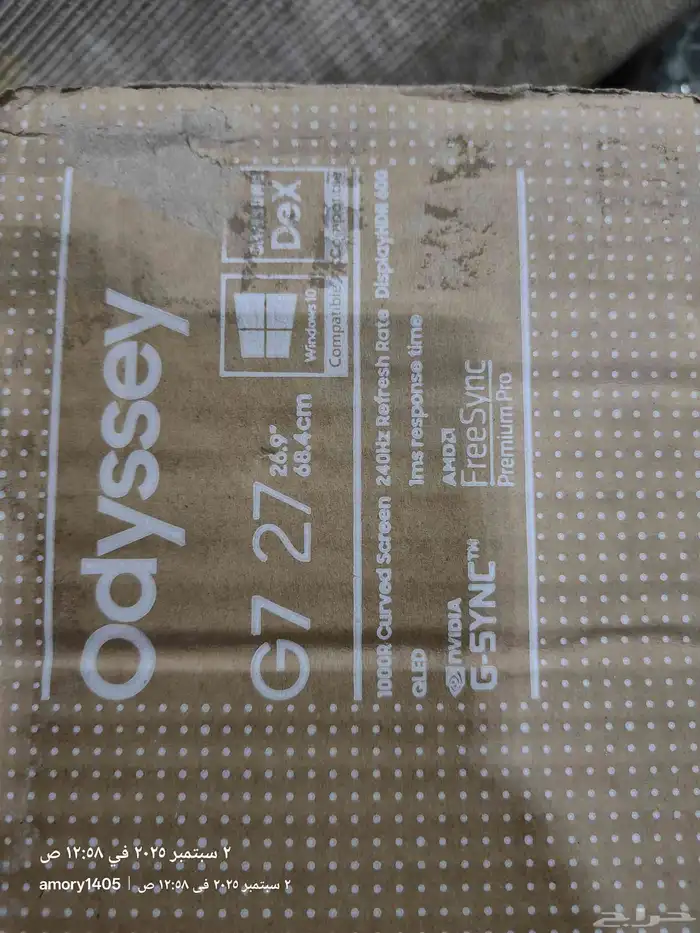 Odyssey
G7 27
26.9"
68.4cm
Windows 10
Compatible
SAMSUNG
DeX
Compatible
1000R Curved Screen 240Hz Refresh Rate DisplayHDR 600
QLED 1ms response time
NVIDIA
G-SYNC™
AMD
FreeSync
Premium Pro
٢ سبتمبر ٢٠٢٥ في ١٢:٥٨ ص
amory1405 | ٢ سبتمبر ٢٠٢٥ في ١٢:٥٨ ص
حراج